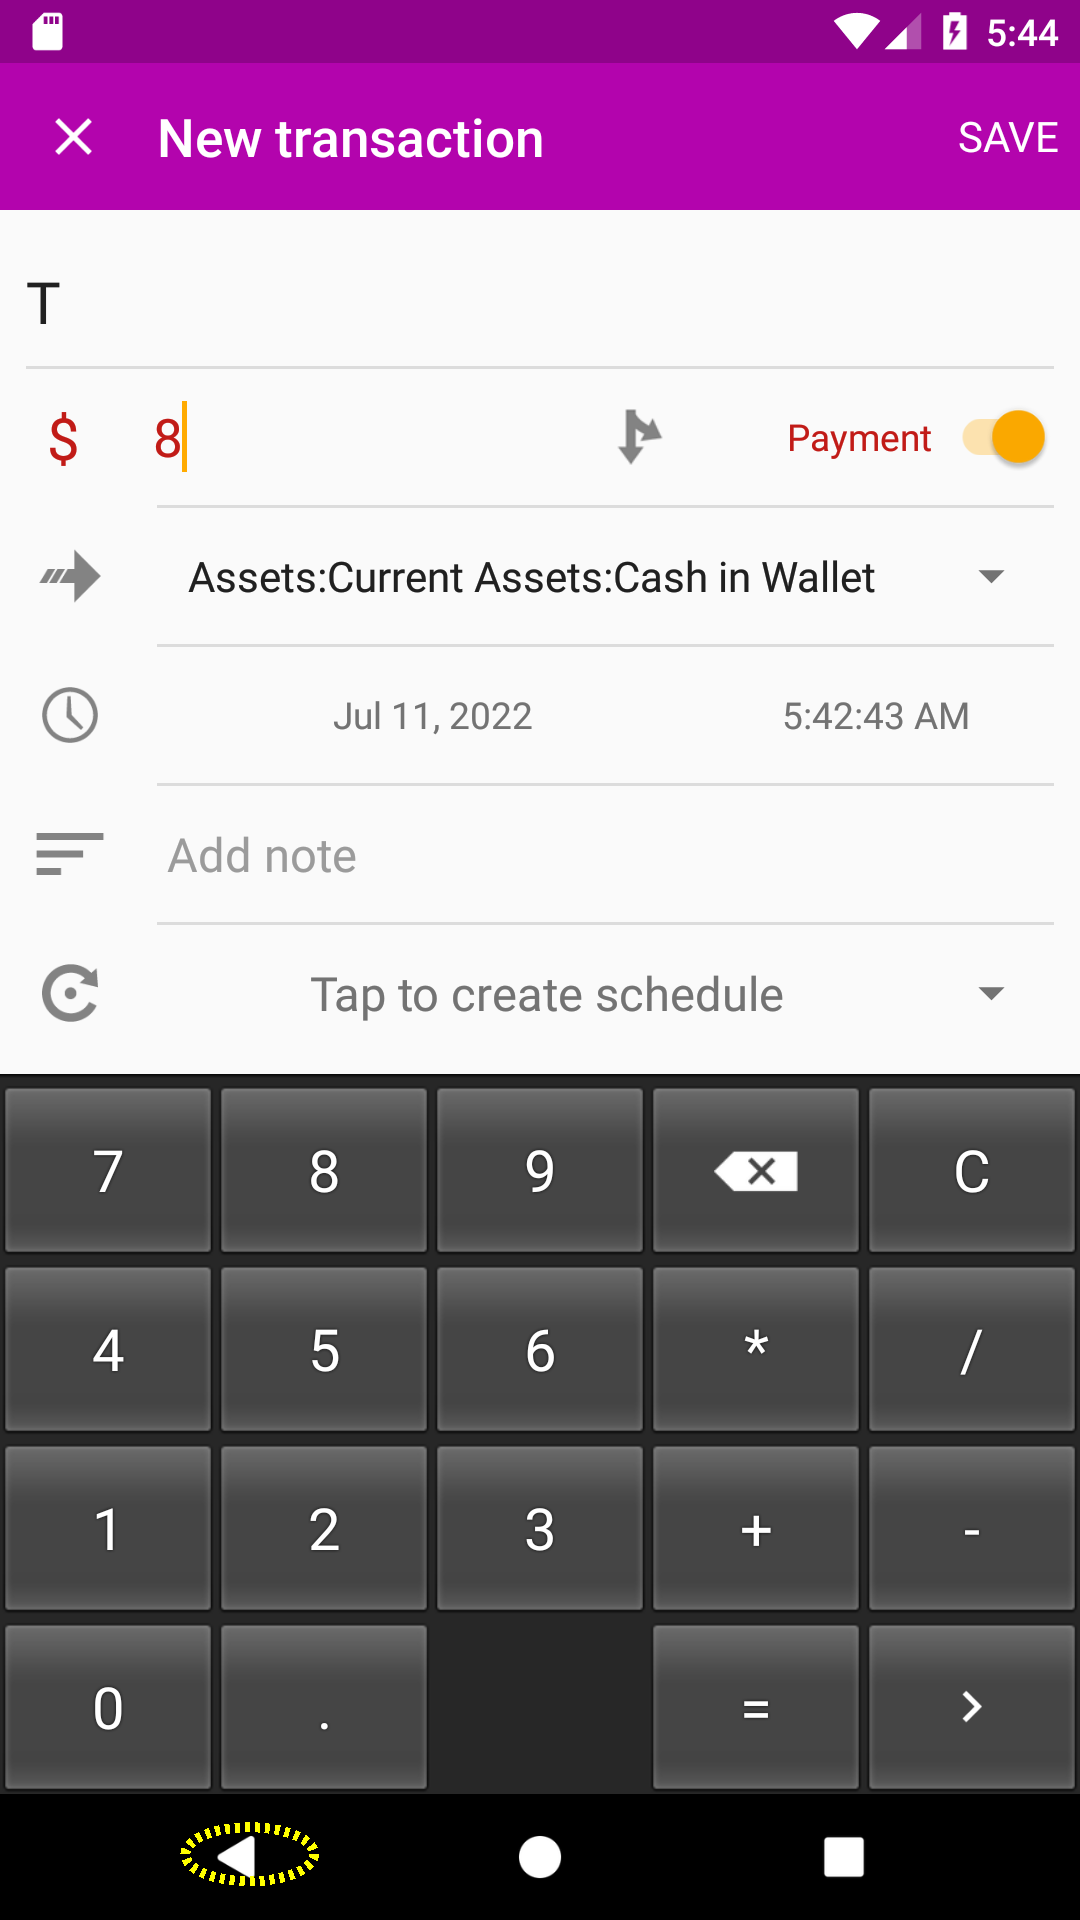 5:44
New transaction
SAVE
T
$ 8 Payment
Assets:Current Assets:Cash in Wallet
Jul 11, 2022 5:42:43 AM
Add note
Tap to create schedule
7 8 9 C
4 5 6 * /
1 2 3 + -
0 . = >